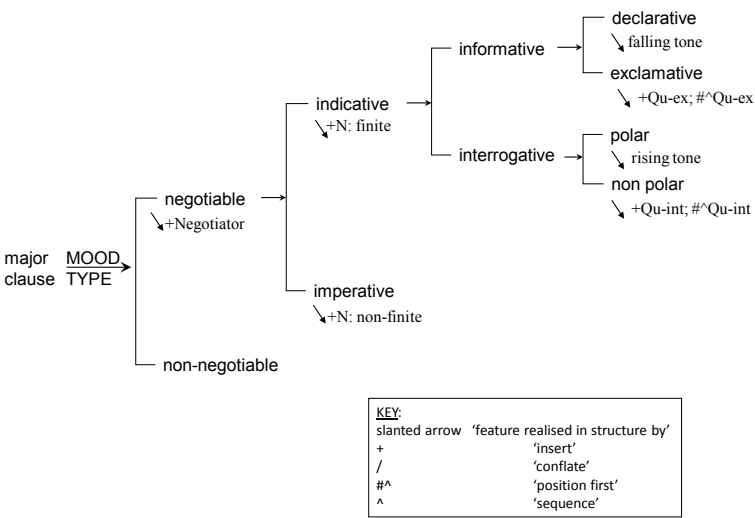 declarative
falling tone
informative
exclamative
+Qu-ex; #^Qu-ex
indicative
+N: finite
polar
interrogative
rising tone
non polar
negotiable
+Qu-int; #^Qu-int
+Negotiator
major MOOD
clause TYPE
imperative
+N: non-finite
non-negotiable
KEY:
slanted arrow ‘feature realised in structure by’
+ ‘insert’
/ ‘conflate’
#^ ‘position first’
^ ‘sequence’